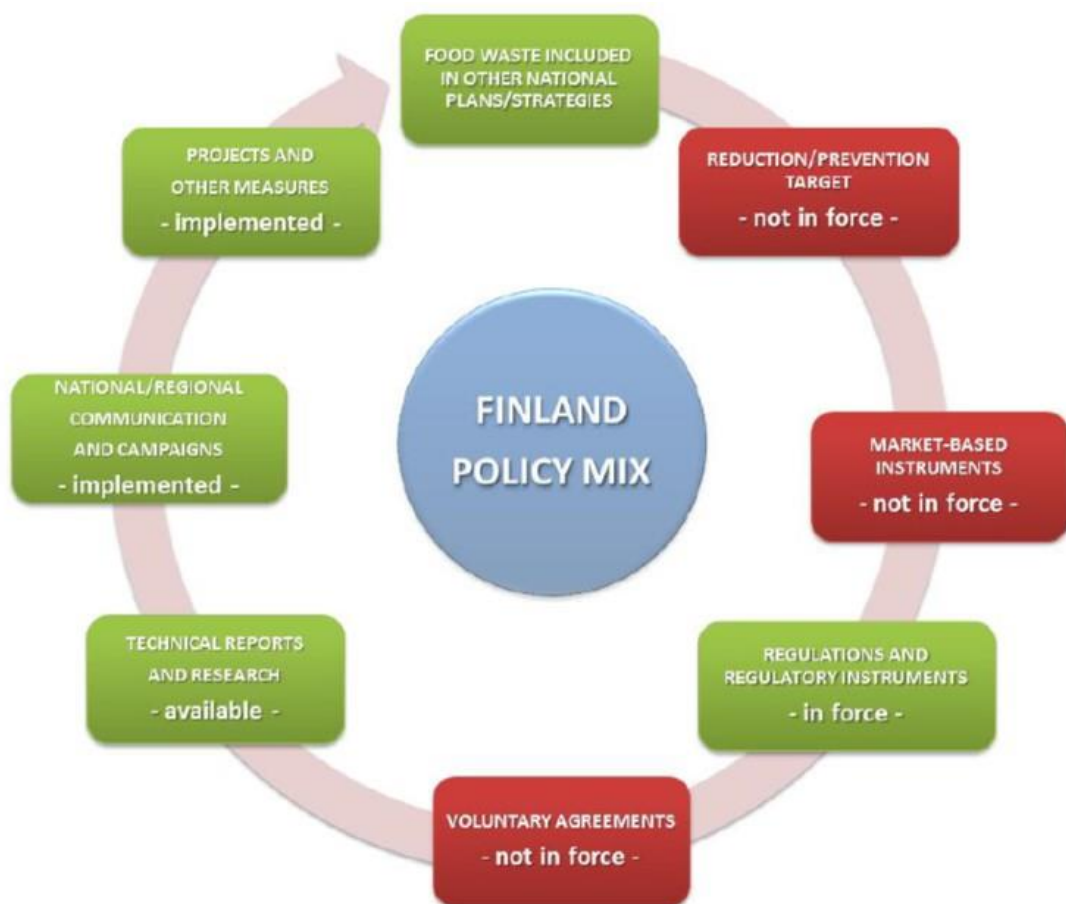 FOOD WASTE INCLUDED
IN OTHER NATIONAL
PLANS/STRATEGIES
REDUCTION/PREVENTION
TARGET
- not in force -
MARKET-BASED
INSTRUMENTS
- not in force -
REGULATIONS AND
REGULATORY INSTRUMENTS
- in force -
VOLUNTARY AGREEMENTS
- not in force -
TECHNICAL REPORTS
AND RESEARCH
- available -
NATIONAL/REGIONAL
COMMUNICATION
AND CAMPAIGNS
- implemented -
PROJECTS AND
OTHER MEASURES
- implemented -
FINLAND
POLICY MIX